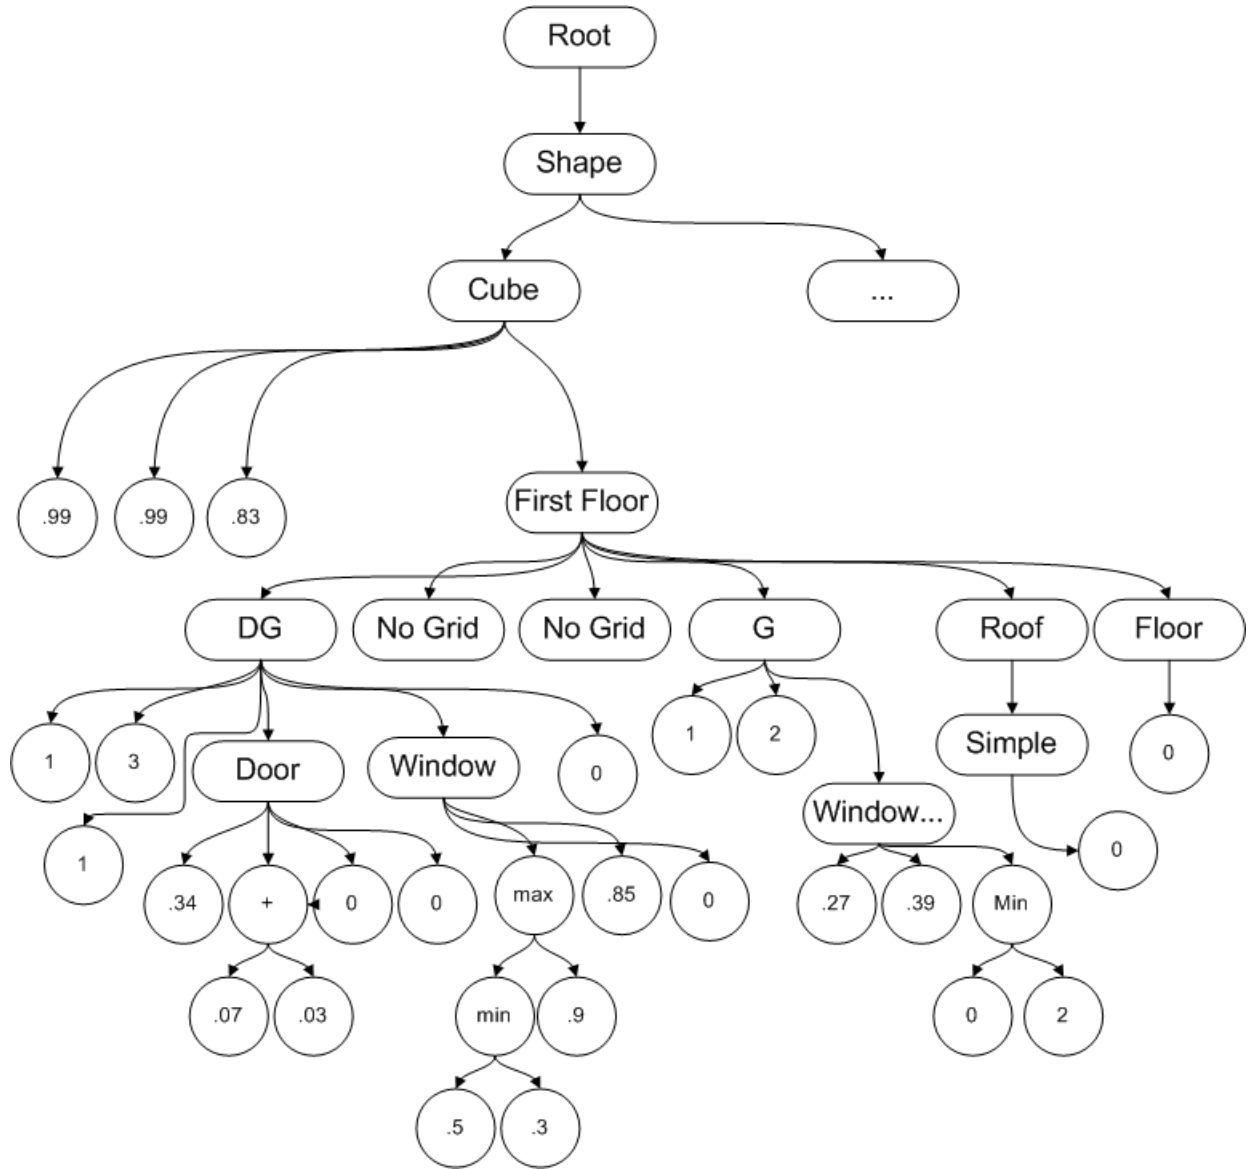 Root
Shape
Cube
...
.99
.99
.83
First Floor
DG
No Grid
No Grid
G
Roof
Floor
1
3
1
Door
Window
0
1
2
Window...
Simple
0
0
.34
+
0
0
max
.85
0
.27
.39
Min
.07
.03
min
.9
0
2
.5
.3